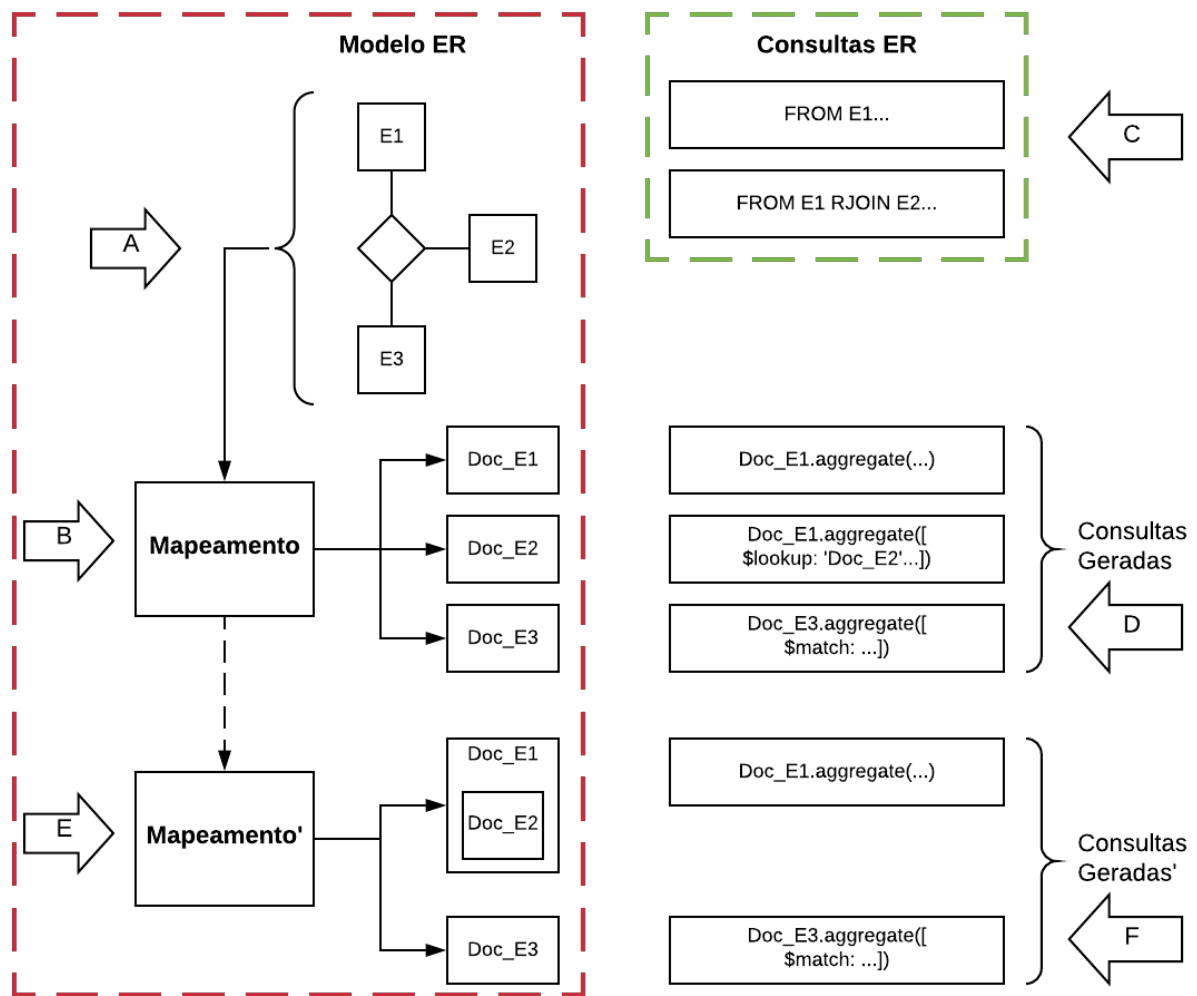 Modelo ER
Consultas ER
E1
E2
E3
A
FROM E1...
FROM E1 RJOIN E2...
C
B
Mapeamento
Doc_E1
Doc_E2
Doc_E3
Doc_E1.aggregate(...)
Doc_E1.aggregate([
$lookup: 'Doc_E2'...])
Doc_E3.aggregate([
$match: ...])
Consultas
Geradas
D
E
Mapeamento'
Doc_E1
Doc_E2
Doc_E3
Doc_E1.aggregate(...)
Doc_E3.aggregate([
$match: ...])
Consultas
Geradas'
F